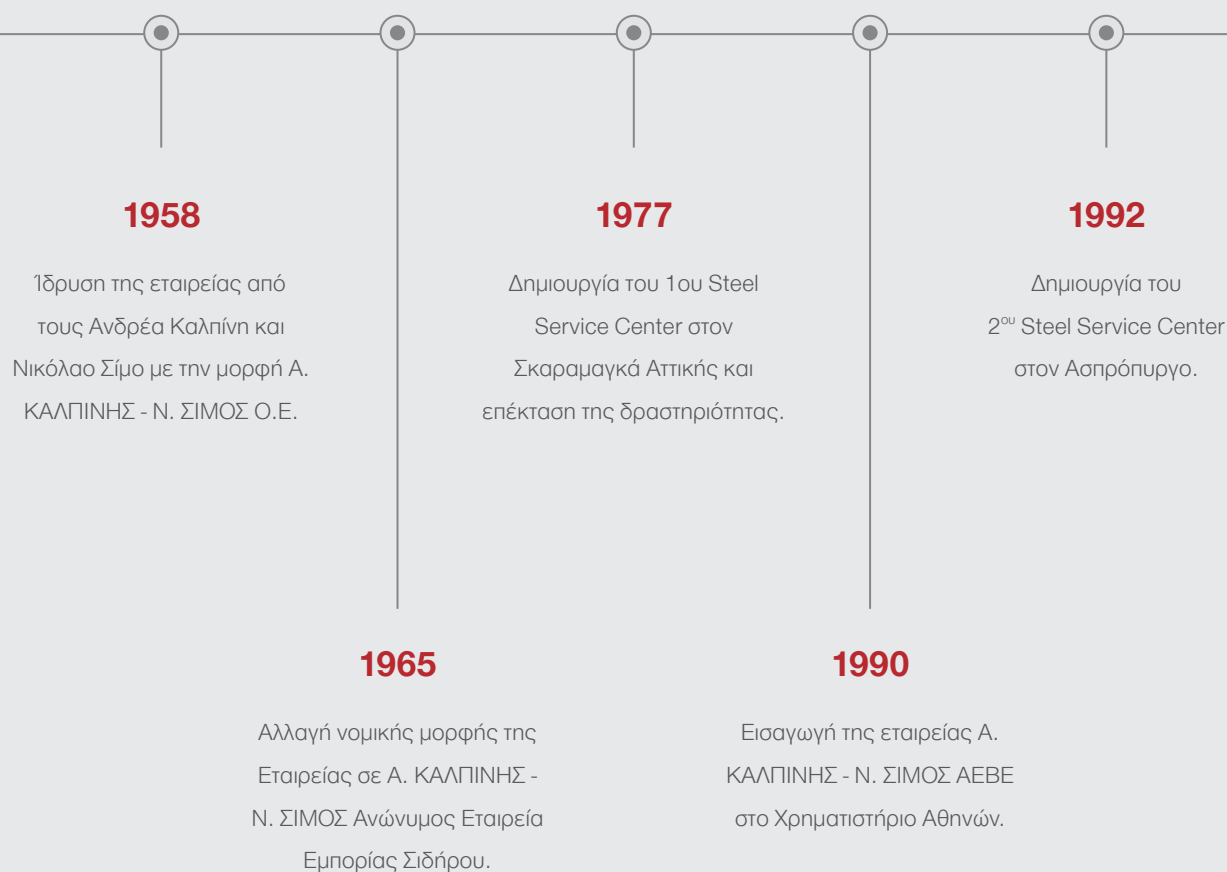 1958
Ίδρυση της εταιρείας από
τους Ανδρέα Καλπίνη και
Νικόλαο Σίμο με την μορφή Α.
ΚΑΛΠΙΝΗΣ - Ν. ΣΙΜΟΣ Ο.Ε.
1965
Αλλαγή νομικής μορφής της
Εταιρείας σε Α. ΚΑΛΠΙΝΗΣ -
Ν. ΣΙΜΟΣ Ανώνυμος Εταιρεία
Εμπορίας Σιδήρου.
1977
Δημιουργία του 1ου Steel
Service Center στον
Σκαραμαγκά Αττικής και
επέκταση της δραστηριότητας.
1990
Εισαγωγή της εταιρείας Α.
ΚΑΛΠΙΝΗΣ - Ν. ΣΙΜΟΣ ΑΕΒΕ
στο Χρηματιστήριο Αθηνών.
1992
Δημιουργία του
2ου Steel Service Center
στον Ασπρόπυργο.